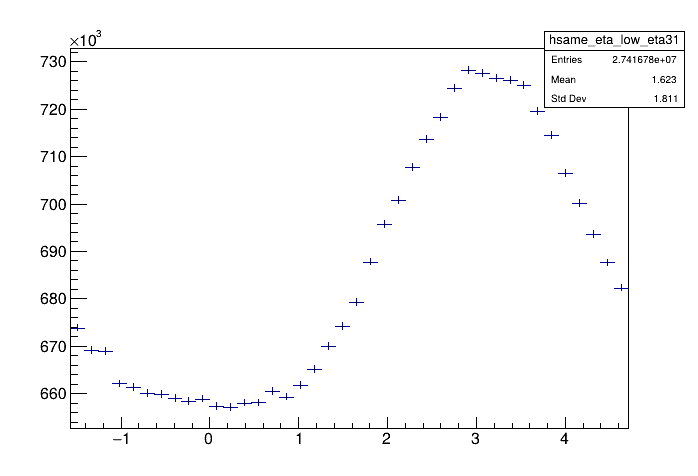 ×10³
hsame_eta_low_eta31
Entries 2.741678e+07
Mean 1.623
Std Dev 1.811
730
720
710
700
690
680
670
660
−1 0 1 2 3 4